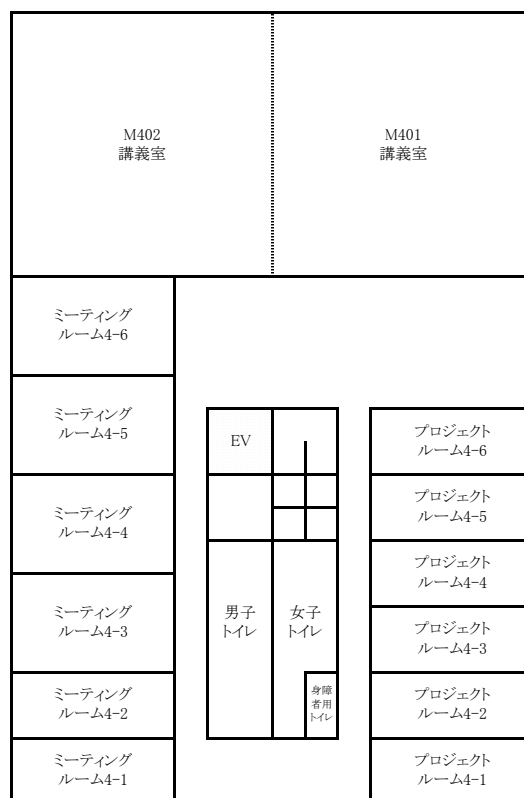 M402
講義室
M401
講義室
ミーティング
ルーム4-6
ミーティング
ルーム4-5
EV
プロジェクト
ルーム4-6
プロジェクト
ルーム4-5
ミーティング
ルーム4-4
プロジェクト
ルーム4-4
ミーティング
ルーム4-3
男子
トイレ
女子
トイレ
プロジェクト
ルーム4-3
ミーティング
ルーム4-2
身障
者用
トイレ
プロジェクト
ルーム4-2
ミーティング
ルーム4-1
プロジェクト
ルーム4-1